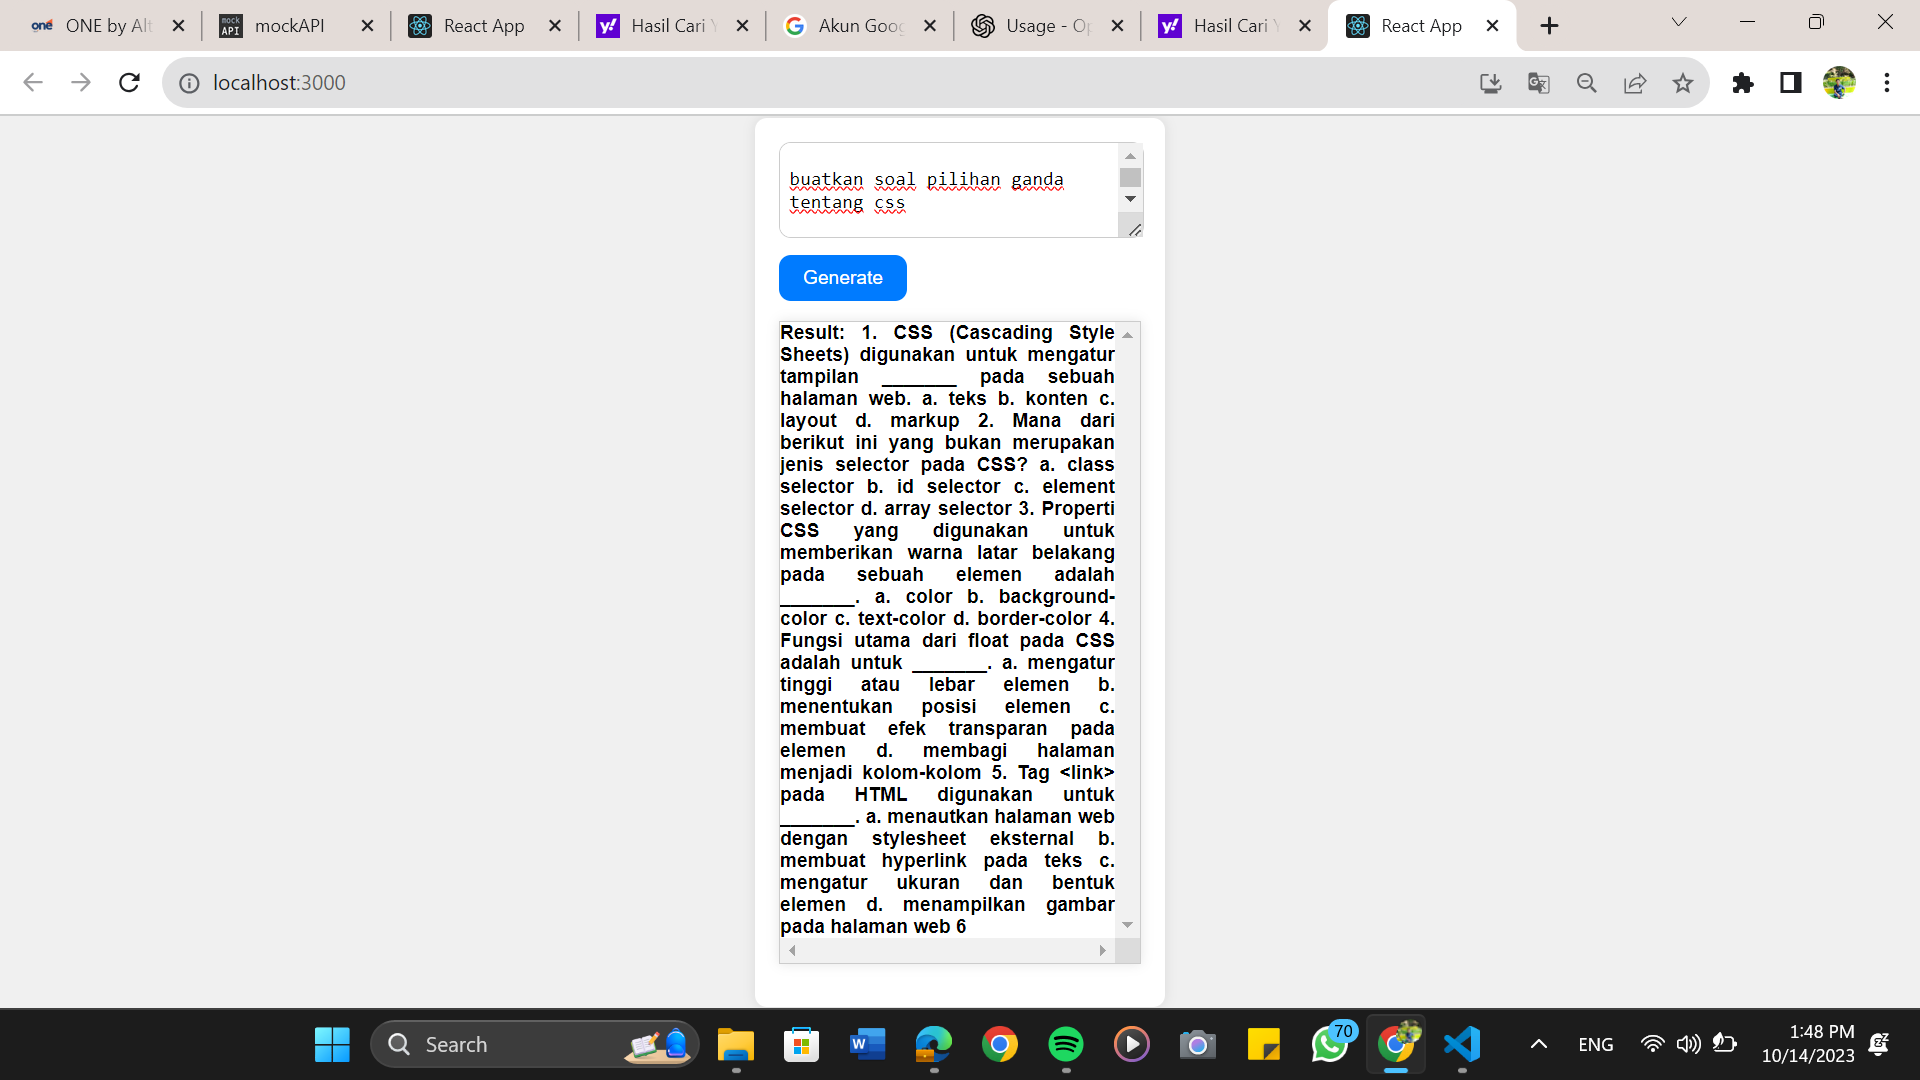 ONE by Alt
mockAPI
React App
Hasil Cari Y
Akun Goog
Usage - Op
Hasil Cari Y
React App
localhost:3000
buatkan soal pilihan ganda
tentang css
Generate
Result: 1. CSS (Cascading Style
Sheets) digunakan untuk mengatur
tampilan _______ pada sebuah
halaman web. a. teks b. konten c.
layout d. markup 2. Mana dari
berikut ini yang bukan merupakan
jenis selector pada CSS? a. class
selector b. id selector c. element
selector d. array selector 3. Properti
CSS yang digunakan untuk
memberikan warna latar belakang
pada sebuah elemen adalah
_______. a. color b. background-
color c. text-color d. border-color 4.
Fungsi utama dari float pada CSS
adalah untuk _______. a. mengatur
tinggi atau lebar elemen b.
menentukan posisi elemen c.
membuat efek transparan pada
elemen d. membagi halaman
menjadi kolom-kolom 5. Tag <link>
pada HTML digunakan untuk
_______. a. menautkan halaman web
dengan stylesheet eksternal b.
membuat hyperlink pada teks c.
mengatur ukuran dan bentuk
elemen d. menampilkan gambar
pada halaman web 6
Search
70
ENG
1:48 PM
10/14/2023